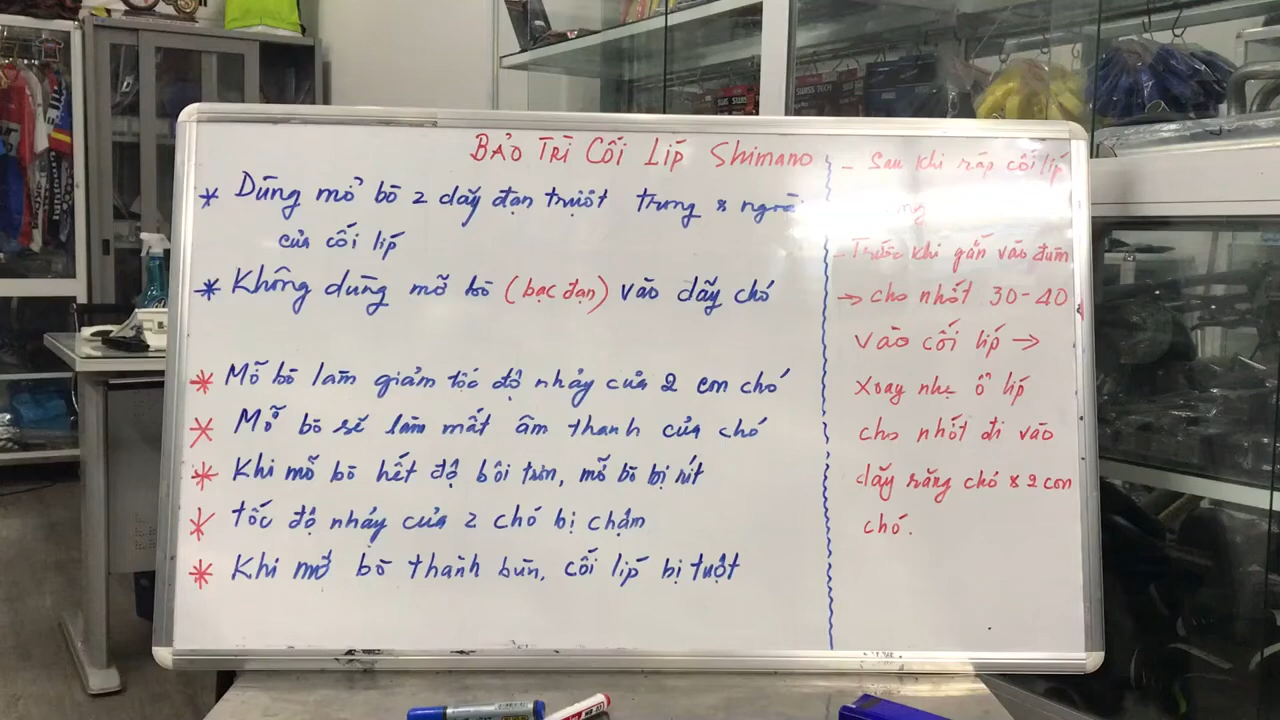 BẢO TRÌ CỐI LÍP Shimano
* Dùng mỡ bò 2 dãy đạn trượt trong & ngoài
của cối líp
* Không dùng mỡ bò (bạc đạn) vào dãy chó
* Mỡ bò làm giảm tốc độ nhảy của 2 con chó
* Mỡ bò sẽ làm mất âm thanh của chó
* Khi mỡ bò hết độ bôi trơn, mỡ bò bị rít
* tốc độ nhảy của 2 chó bị chậm
* Khi mỡ bò thành bùn, cối líp bị tuột
- Sau khi ráp cối líp
- Trước khi gắn vào đùm
→ cho nhớt 30-40
vào cối líp →
xoay nhẹ ổ líp
cho nhớt đi vào
dãy răng chó & 2 con
chó.
SWISS TECH